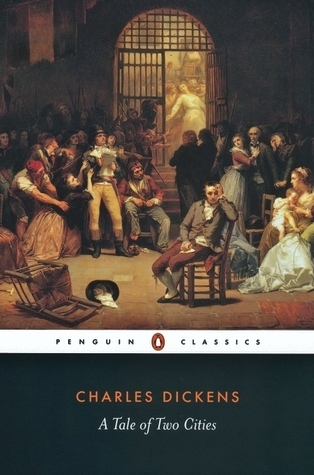 PENGUIN CLASSICS
CHARLES DICKENS
A Tale of Two Cities